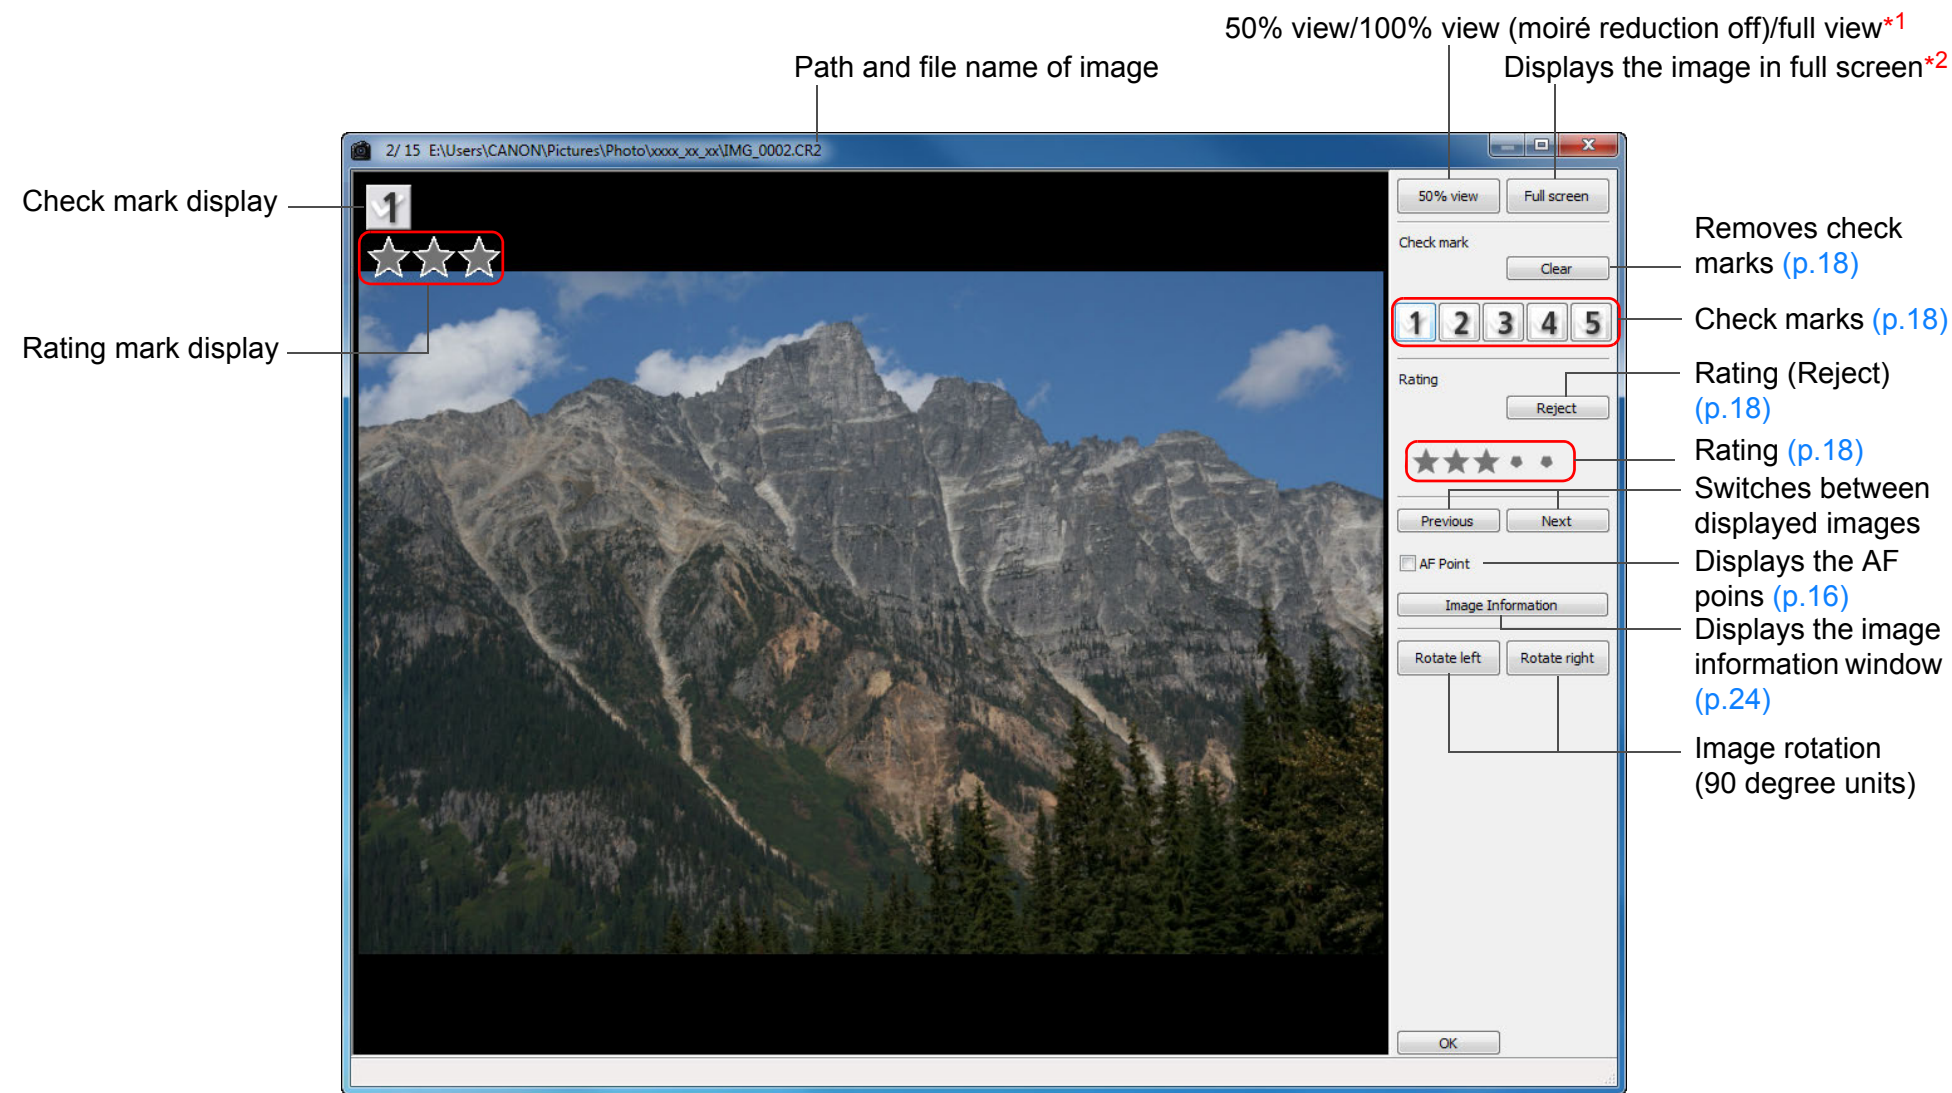 50% view/100% view (moiré reduction off)/full view*1
Path and file name of image
Displays the image in full screen*2
2/ 15 E:\Users\CANON\Pictures\Photo\xxxx_xx_xx\IMG_0002.CR2
Check mark display
1
Rating mark display
50% view
Full screen
Check mark
Clear
Removes check
marks (p.18)
1 2 3 4 5
Check marks (p.18)
Rating
Reject
Rating (Reject)
(p.18)
Rating (p.18)
Switches between
displayed images
Previous
Next
AF Point
Displays the AF
poins (p.16)
Image Information
Displays the image
information window
(p.24)
Rotate left
Rotate right
Image rotation
(90 degree units)
OK